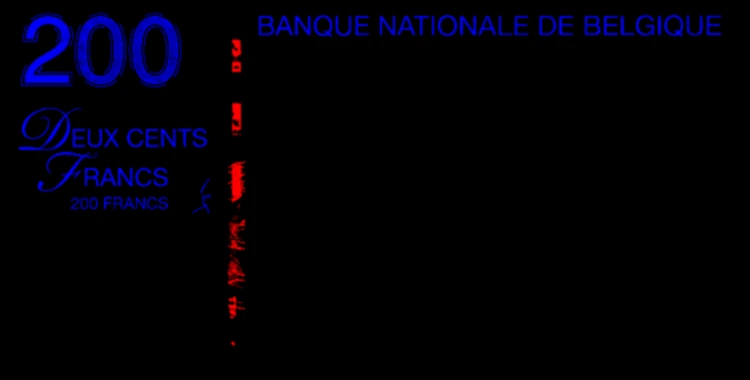 200
BANQUE NATIONALE DE BELGIQUE
DEUX CENTS
FRANCS
200 FRANCS